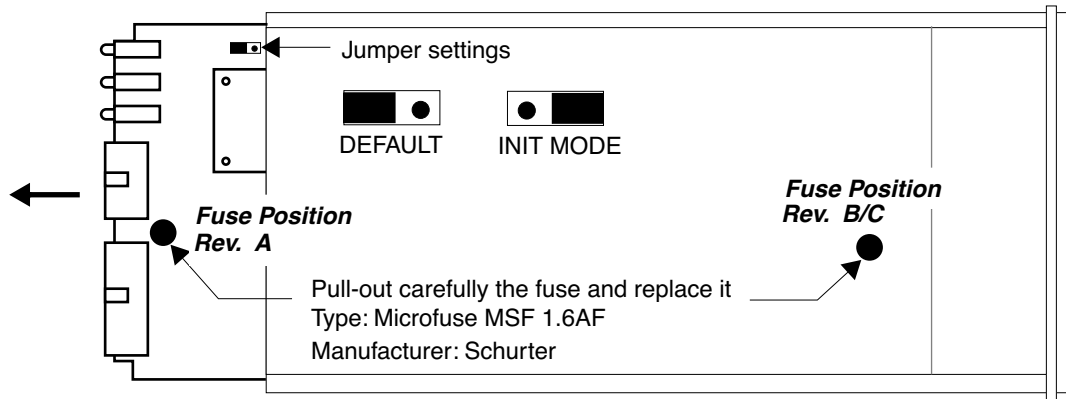 Jumper settings
DEFAULT
INIT MODE
Fuse Position
Rev. A
Fuse Position
Rev. B/C
Pull-out carefully the fuse and replace it
Type: Microfuse MSF 1.6AF
Manufacturer: Schurter